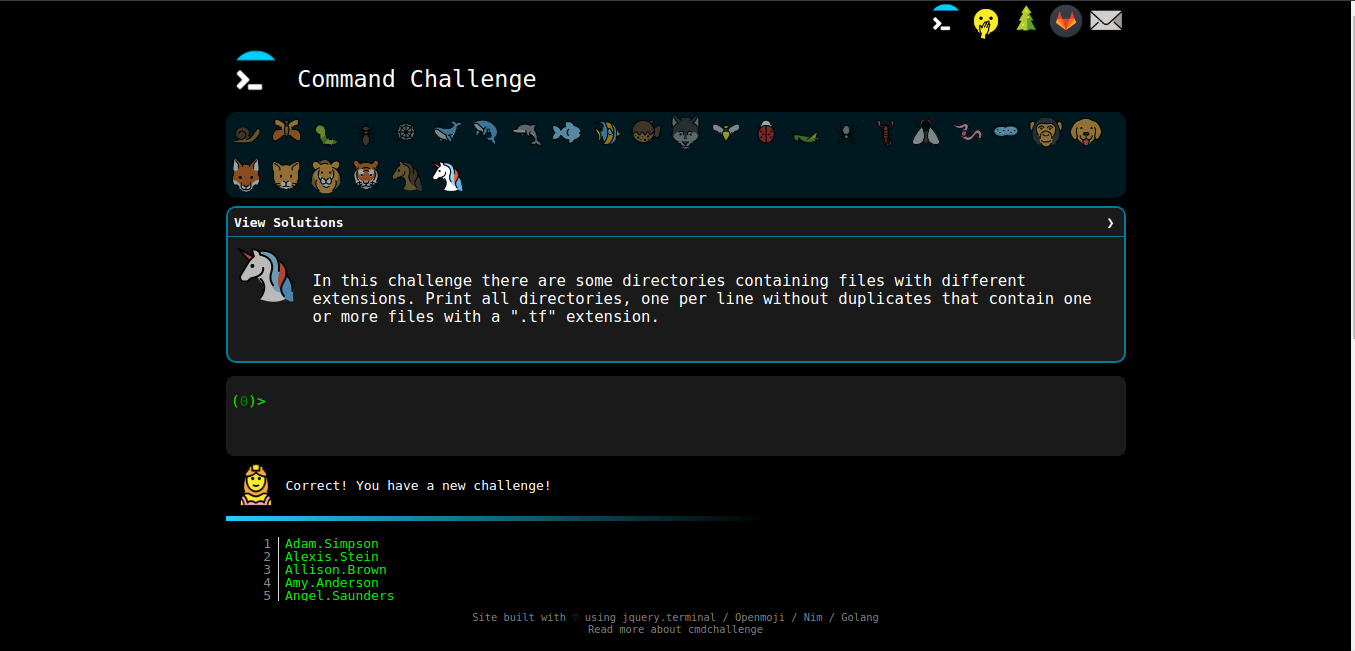 Command Challenge
View Solutions ❯
In this challenge there are some directories containing files with different
extensions. Print all directories, one per line without duplicates that contain one
or more files with a ".tf" extension.
(0)>
Correct! You have a new challenge!
1 Adam.Simpson
2 Alexis.Stein
3 Allison.Brown
4 Amy.Anderson
5 Angel.Saunders
Site built with ♡ using jquery.terminal / Openmoji / Nim / Golang
Read more about cmdchallenge